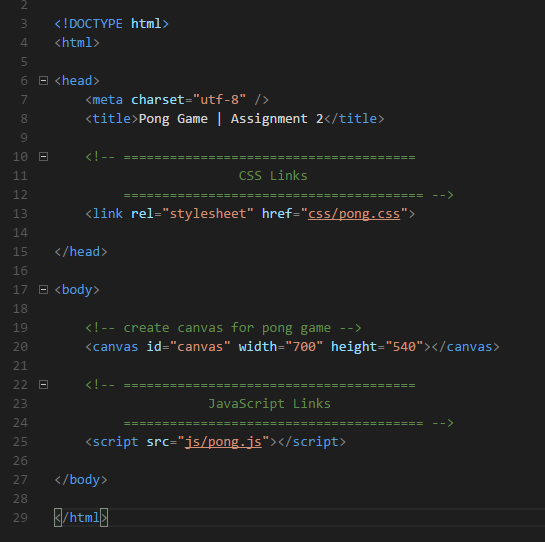 2
3 <!DOCTYPE html>
4 <html>
5
6 <head>
7 <meta charset="utf-8" />
8 <title>Pong Game | Assignment 2</title>
9
10 <!-- ======================================
11 CSS Links
12 ======================================= -->
13 <link rel="stylesheet" href="css/pong.css">
14
15 </head>
16
17 <body>
18
19 <!-- create canvas for pong game -->
20 <canvas id="canvas" width="700" height="540"></canvas>
21
22 <!-- ======================================
23 JavaScript Links
24 ======================================= -->
25 <script src="js/pong.js"></script>
26
27 </body>
28
29 </html>